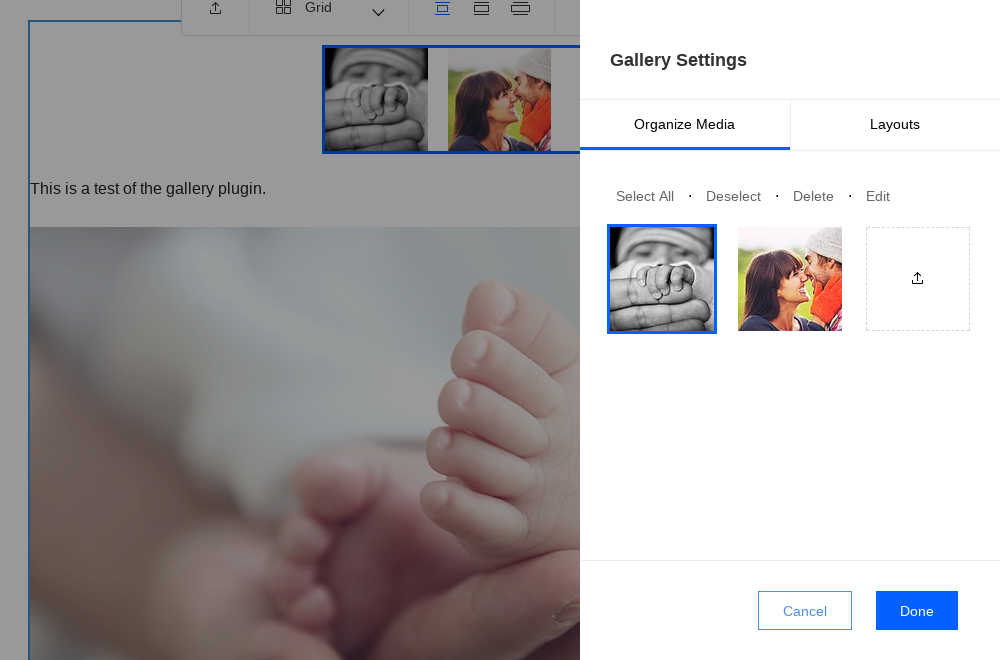 Grid
Gallery Settings
Organize Media
Layouts
Select All · Deselect · Delete · Edit
This is a test of the gallery plugin.
Cancel
Done